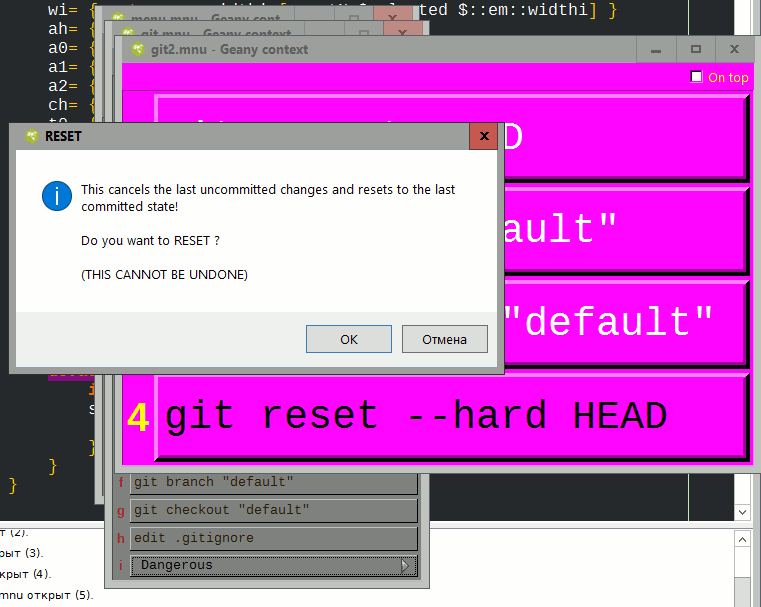 wi= {
ted $::em::widthi] }
ah= {
menu.mnu - Geany cont
a0= {
git.mnu - Geany context
a1= {
git2.mnu - Geany context
a2= {
On top
ch= {
D
RESET
This cancels the last uncommitted changes and resets to the last
committed state!
Do you want to RESET ?
(THIS CANNOT BE UNDONE)
OK
Отмена
ault"
"default"
4 git reset --hard HEAD
i
s
}
}
}
f git branch "default"
g git checkout "default"
h edit .gitignore
i Dangerous
т (2).
рыт (3).
крыт (4).
mnu открыт (5).